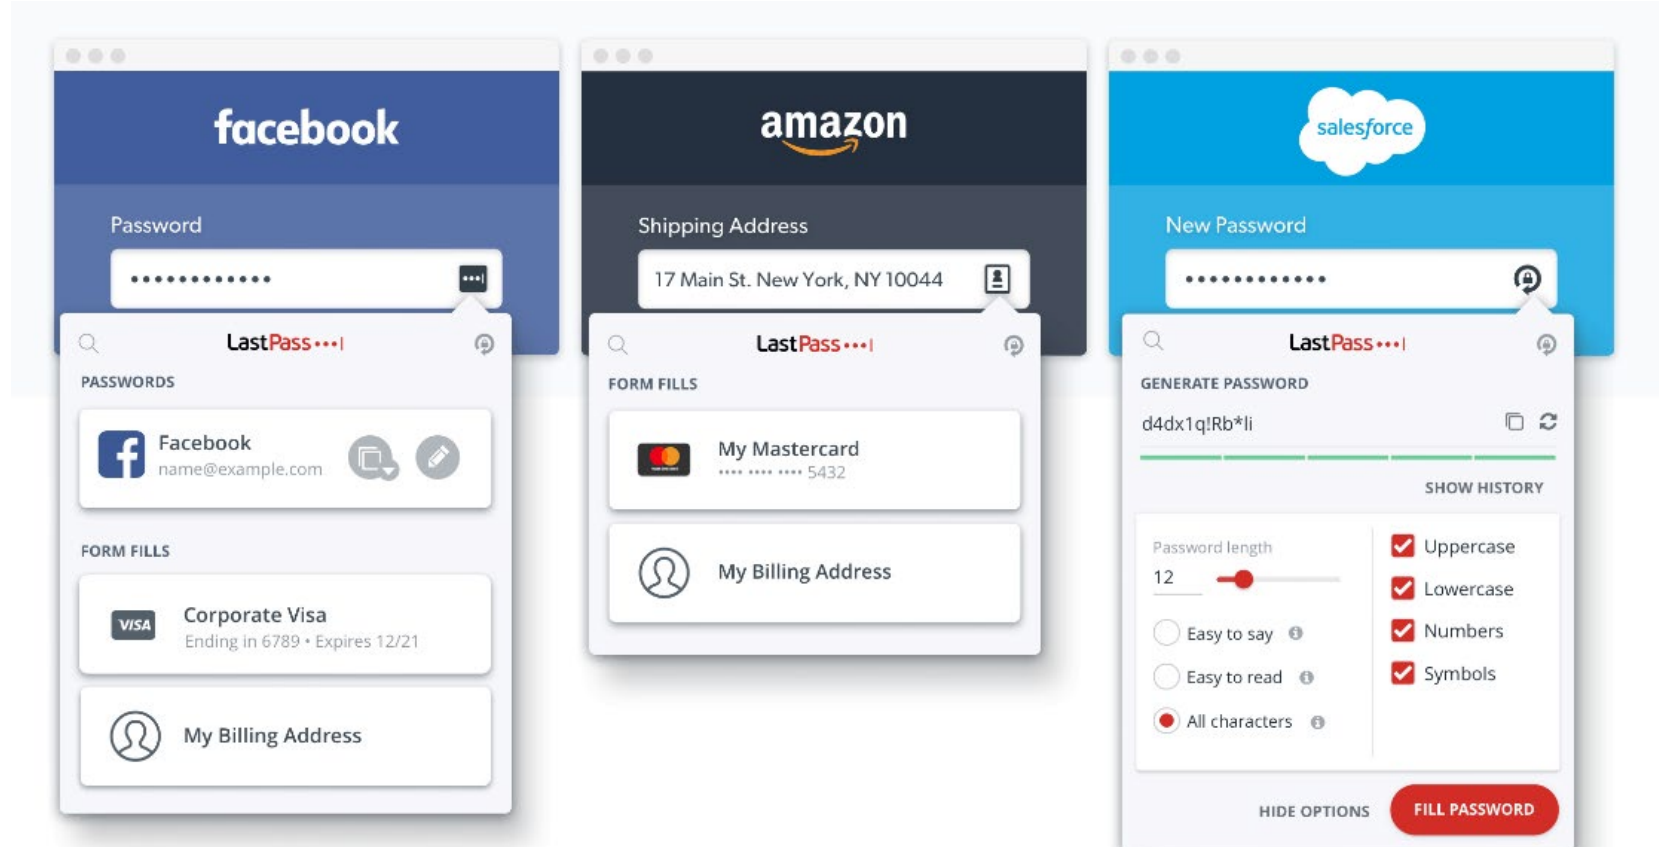 facebook
Password
••••••••••••
LastPass•••|
PASSWORDS
Facebook
name@example.com
FORM FILLS
VISA
Corporate Visa
Ending in 6789 • Expires 12/21
My Billing Address
amazon
Shipping Address
17 Main St. New York, NY 10044
LastPass•••|
FORM FILLS
My Mastercard
•••• •••• •••• 5432
My Billing Address
salesforce
New Password
••••••••••••
LastPass•••|
GENERATE PASSWORD
d4dx1q!Rb*li
SHOW HISTORY
Password length
12
Easy to say
Easy to read
All characters
Uppercase
Lowercase
Numbers
Symbols
HIDE OPTIONS
FILL PASSWORD